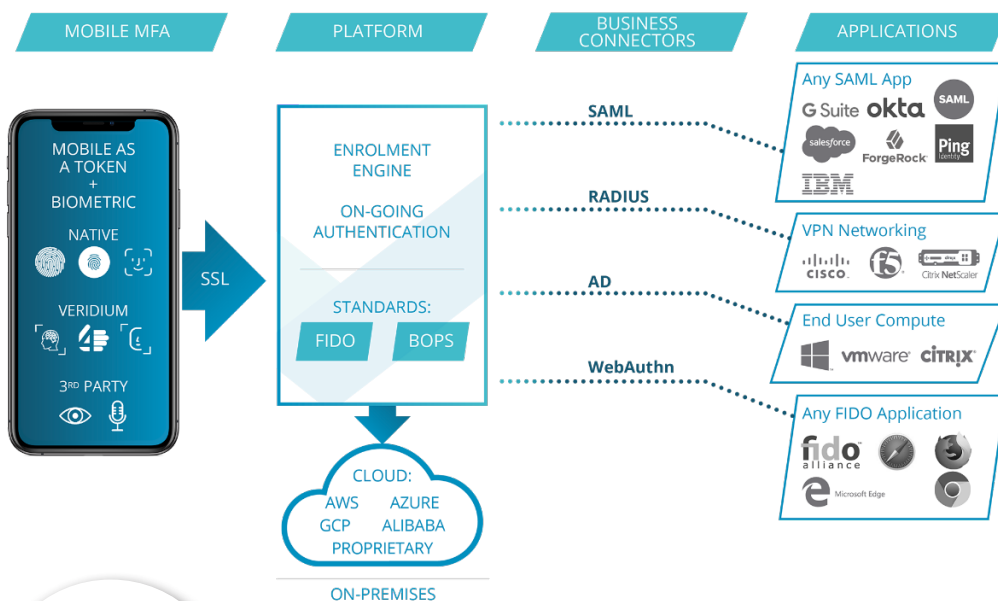 MOBILE MFA
PLATFORM
BUSINESS
CONNECTORS
APPLICATIONS
MOBILE AS
A TOKEN
+
BIOMETRIC
NATIVE
VERIDIUM
3RD PARTY
SSL
ENROLMENT
ENGINE
ON-GOING
AUTHENTICATION
STANDARDS:
FIDO
BOPS
CLOUD:
AWS AZURE
GCP ALIBABA
PROPRIETARY
ON-PREMISES
SAML
RADIUS
AD
WebAuthn
Any SAML App
G Suite okta SAML
salesforce ForgeRock Ping
Identity
IBM
VPN Networking
CISCO f5 Citrix NetScaler
End User Compute
vmware CİTRIX
Any FIDO Application
fido
alliance
Microsoft Edge